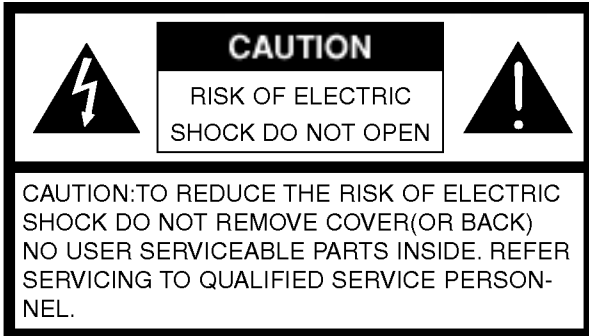 CAUTION
RISK OF ELECTRIC
SHOCK DO NOT OPEN
CAUTION:TO REDUCE THE RISK OF ELECTRIC
SHOCK DO NOT REMOVE COVER(OR BACK)
NO USER SERVICEABLE PARTS INSIDE. REFER
SERVICING TO QUALIFIED SERVICE PERSON-
NEL.